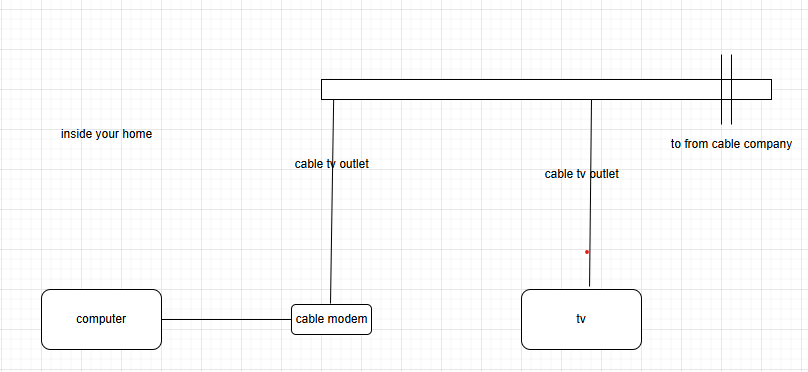 inside your home
to from cable company
cable tv outlet
cable tv outlet
computer
cable modem
tv